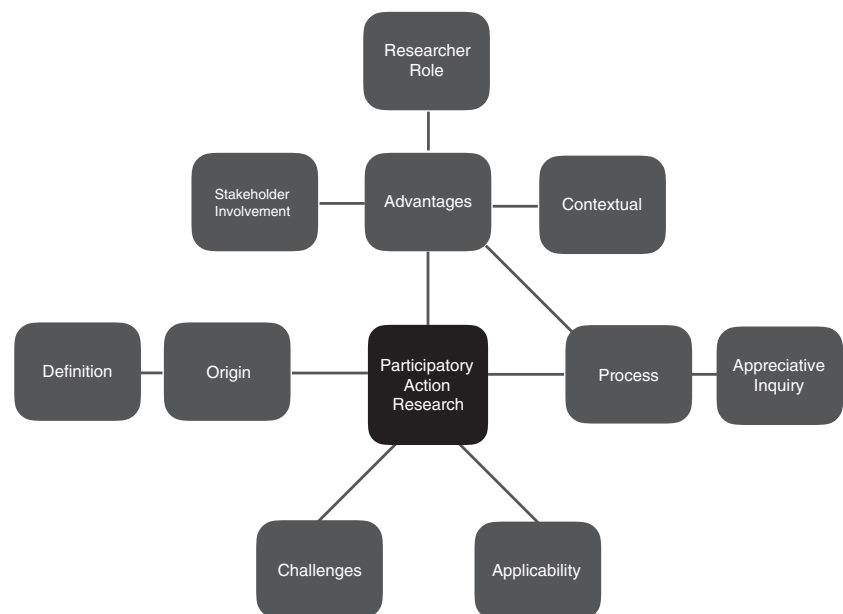 Researcher
Role
Stakeholder
Involvement
Advantages
Contextual
Definition
Origin
Participatory
Action
Research
Process
Appreciative
Inquiry
Challenges
Applicability